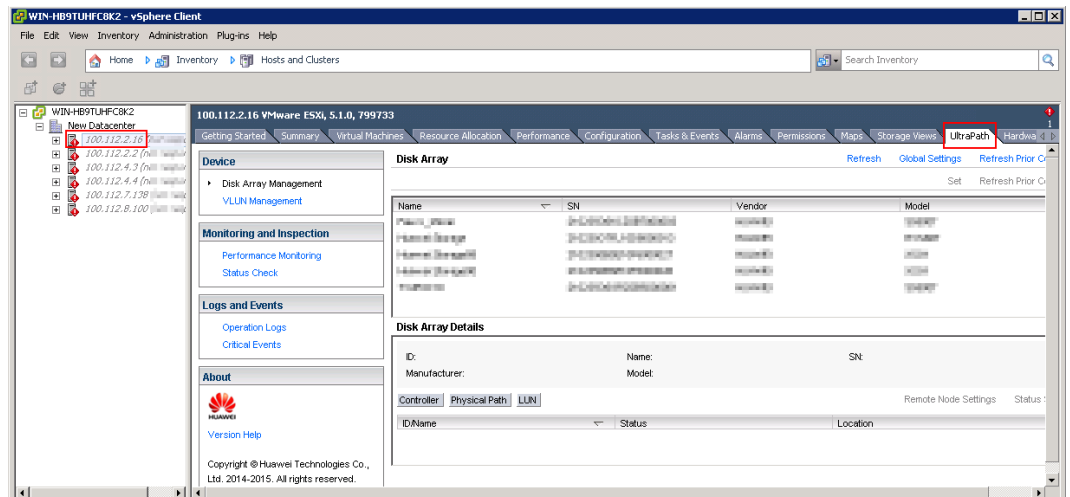 WIN-HB9TUHFC8K2 - vSphere Client
File Edit View Inventory Administration Plug-ins Help
Home Inventory Hosts and Clusters Search Inventory
WIN-HB9TUHFC8K2
New Datacenter
100.112.2.16
100.112.2.2
100.112.4.3
100.112.4.4
100.112.7.138
100.112.8.100
100.112.2.16 VMware ESXi, 5.1.0, 799733
Getting Started Summary Virtual Machines Resource Allocation Performance Configuration Tasks & Events Alarms Permissions Maps Storage Views UltraPath Hardwa
Device
Disk Array Management
VLUN Management
Monitoring and Inspection
Performance Monitoring
Status Check
Logs and Events
Operation Logs
Critical Events
About
HUAWEI
Version Help
Copyright © Huawei Technologies Co.,
Ltd. 2014-2015. All rights reserved.
Disk Array Refresh Global Settings Refresh Prior Co
Set Refresh Prior Co
Name SN Vendor Model
Disk Array Details
ID: Name: SN:
Manufacturer: Model:
Controller Physical Path LUN Remote Node Settings Status
ID/Name Status Location